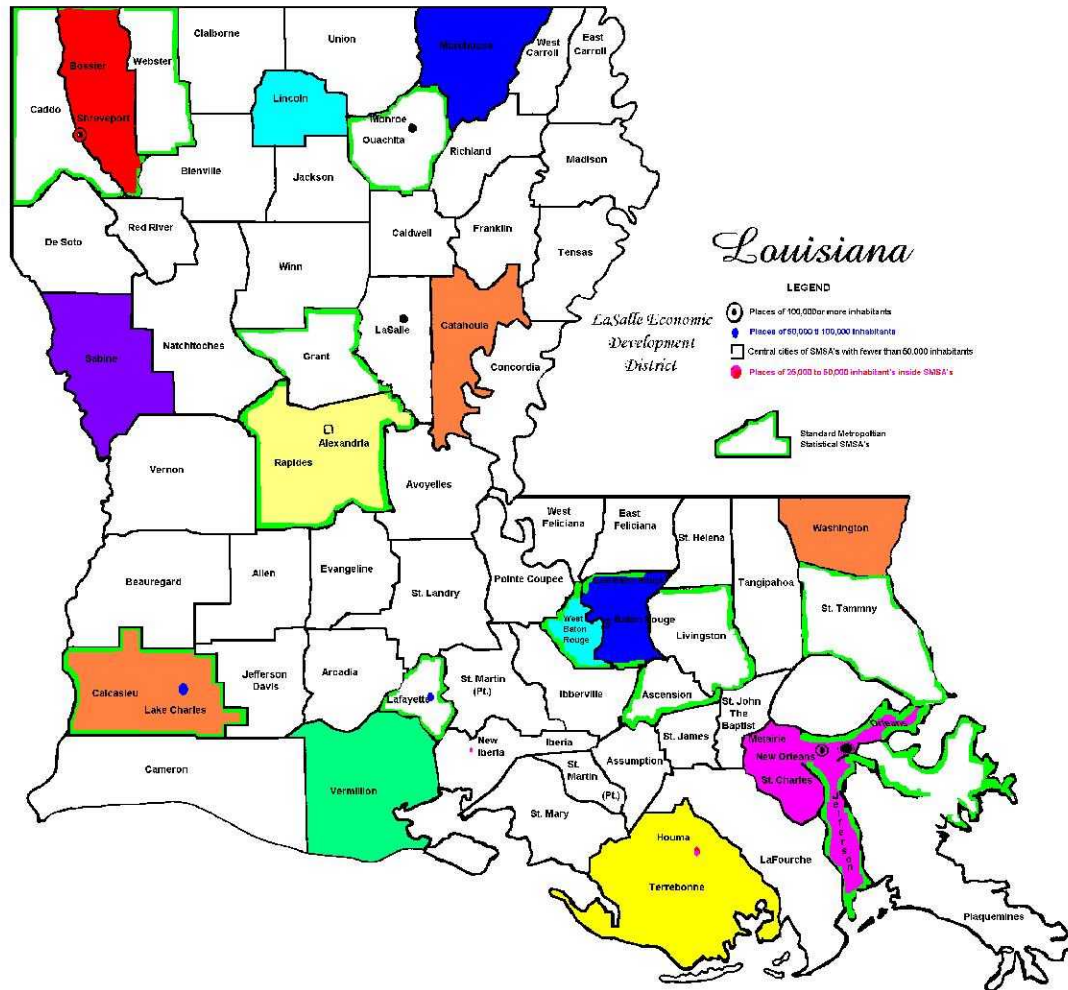 Claiborne
Union
Morehouse
West
Carroll
East
Carroll
Bossier
Webster
Lincoln
Caddo
Shreveport
Monroe
Ouachita
Richland
Madison
Bienville
Jackson
De Soto
Red River
Caldwell
Franklin
Tensas
Winn
Louisiana
LEGEND
Places of 100,000or more inhabitants
Places of 50,000 ti 100,000 inhabitants
Central cities of SMSA's with fewer than 50,000 inhabitants
Places of 25,000 to 50,000 inhabitant's inside SMSA's
Standard Metropoltian
Statistical SMSA's
LaSalle Economic
Development
District
LaSalle
Catahoula
Natchitoches
Sabine
Grant
Concordia
Alexandria
Rapides
Vernon
Avoyelles
West
Feliciana
East
Feliciana
St. Helena
Washington
Beauregard
Allen
Evangeline
St. Landry
Pointe Coupee
Tangipahoa
St. Tammny
West
Baton
Rouge
Baton Rouge
Livingston
Calcasieu
Lake Charles
Jefferson
Davis
Arcadia
Lafayette
St. Martin
(Pt.)
Ibberville
Ascension
St. John
The
Baptist
Orleans
Metairie
New Orleans
St. Charles
Jefferson
Cameron
Vermillion
New
Iberia
Iberia
St.
Martin
(Pt.)
Assumption
St. James
St. Mary
Houma
Terrebonne
LaFourche
Plaquemines